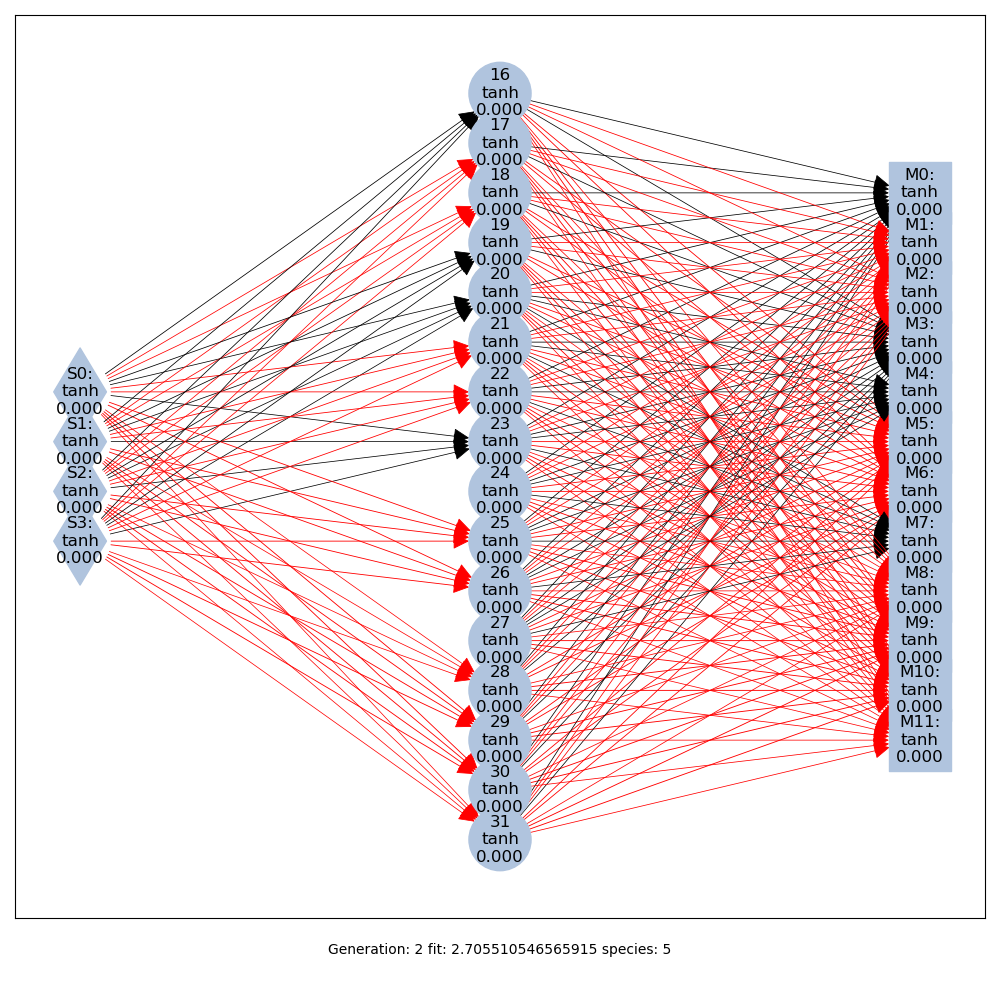 S0:
tanh
0.000
S1:
tanh
0.000
S2:
tanh
0.000
S3:
tanh
0.000
16
tanh
0.000
17
tanh
0.000
18
tanh
0.000
19
tanh
0.000
20
tanh
0.000
21
tanh
0.000
22
tanh
0.000
23
tanh
0.000
24
tanh
0.000
25
tanh
0.000
26
tanh
0.000
27
tanh
0.000
28
tanh
0.000
29
tanh
0.000
30
tanh
0.000
31
tanh
0.000
M0:
tanh
0.000
M1:
tanh
0.000
M2:
tanh
0.000
M3:
tanh
0.000
M4:
tanh
0.000
M5:
tanh
0.000
M6:
tanh
0.000
M7:
tanh
0.000
M8:
tanh
0.000
M9:
tanh
0.000
M10:
tanh
0.000
M11:
tanh
0.000
Generation: 2 fit: 2.705510546565915 species: 5